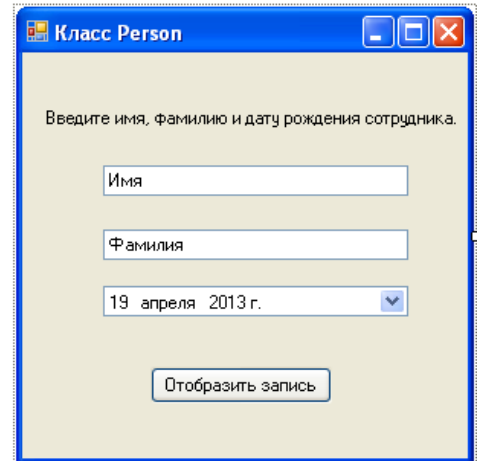 Класс Person
Введите имя, фамилию и дату рождения сотрудника.
Имя
Фамилия
19 апреля 2013 г.
Отобразить запись